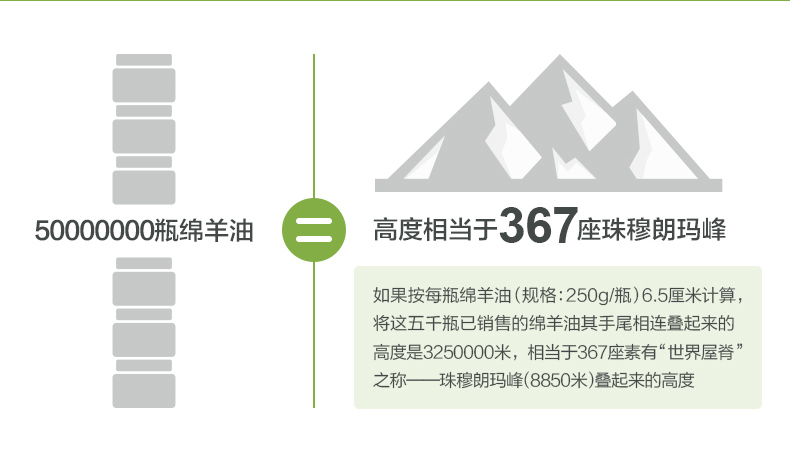 50000000瓶绵羊油
高度相当于367座珠穆朗玛峰
如果按每瓶绵羊油(规格:250g/瓶)6.5厘米计算,
将这五千瓶已销售的绵羊油其手尾相连叠起来的
高度是3250000米，相当于367座素有“世界屋脊”
之称——珠穆朗玛峰(8850米)叠起来的高度